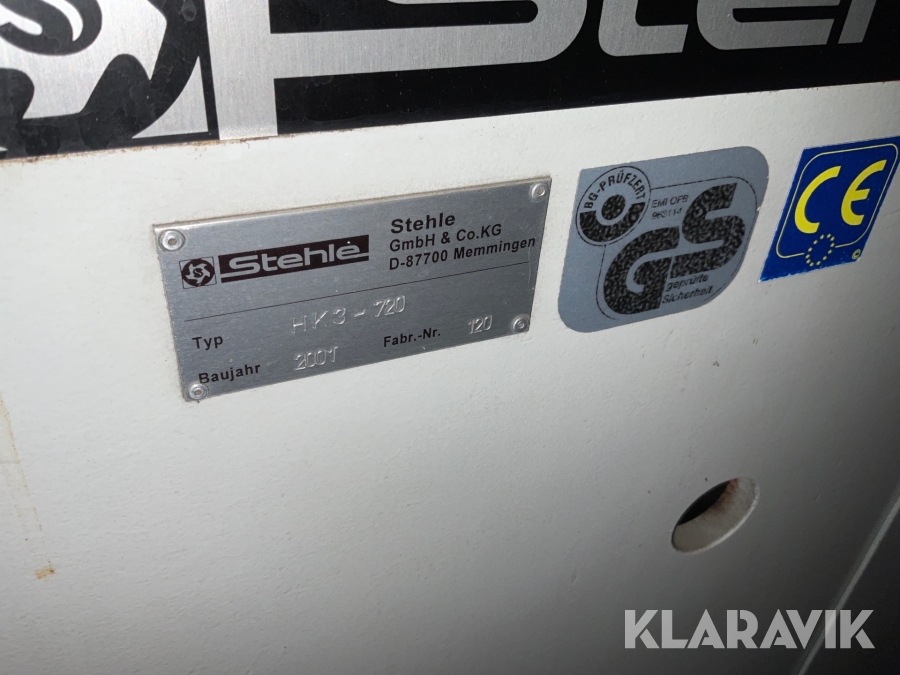 S
Stehle
Stehle
GmbH & Co.KG
D-87700 Memmingen
Typ HK3-720
Baujahr 2001 Fabr.-Nr. 120
BG-PRÜFZERT
GS
geprüfte
Sicherheit
CE
KLARAVIK